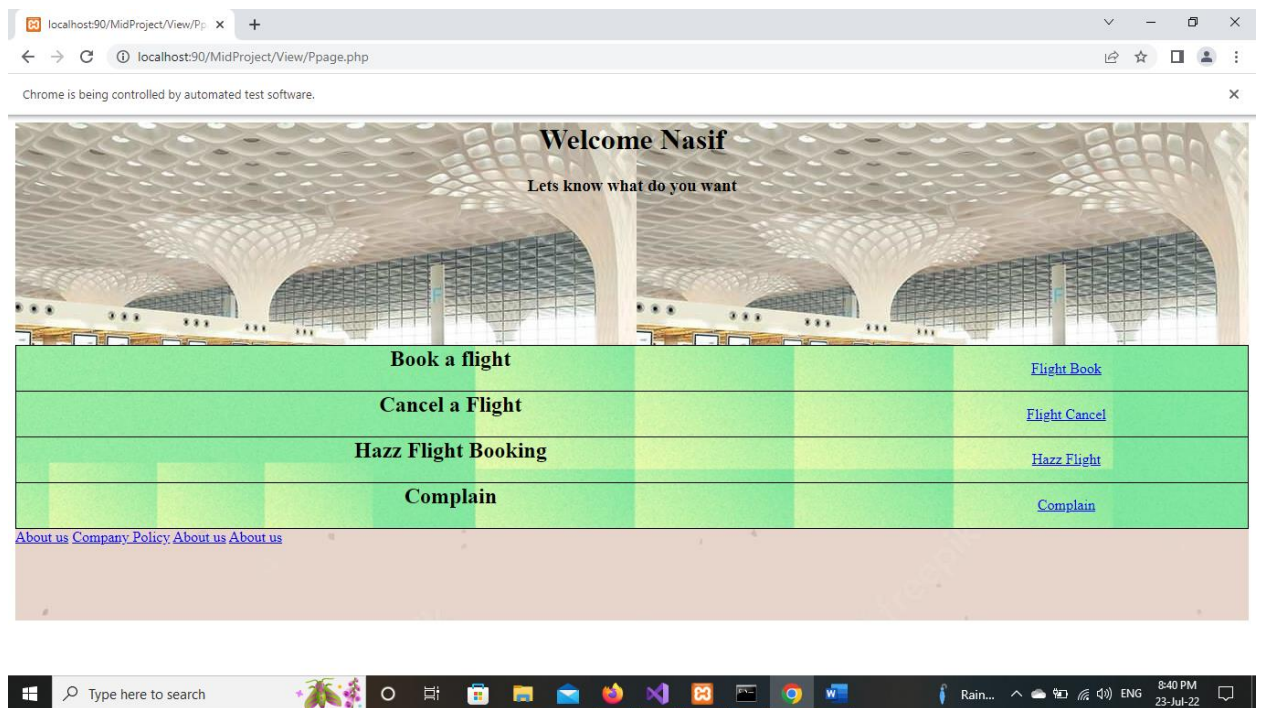 localhost:90/MidProject/View/Pp
localhost:90/MidProject/View/Ppage.php
Chrome is being controlled by automated test software.
Welcome Nasif
Lets know what do you want
F
F
Book a flight
Flight Book
Cancel a Flight
Flight Cancel
Hazz Flight Booking
Hazz Flight
Complain
Complain
About us Company Policy About us About us
freepik
Type here to search
Rain...
ENG
8:40 PM
23-Jul-22